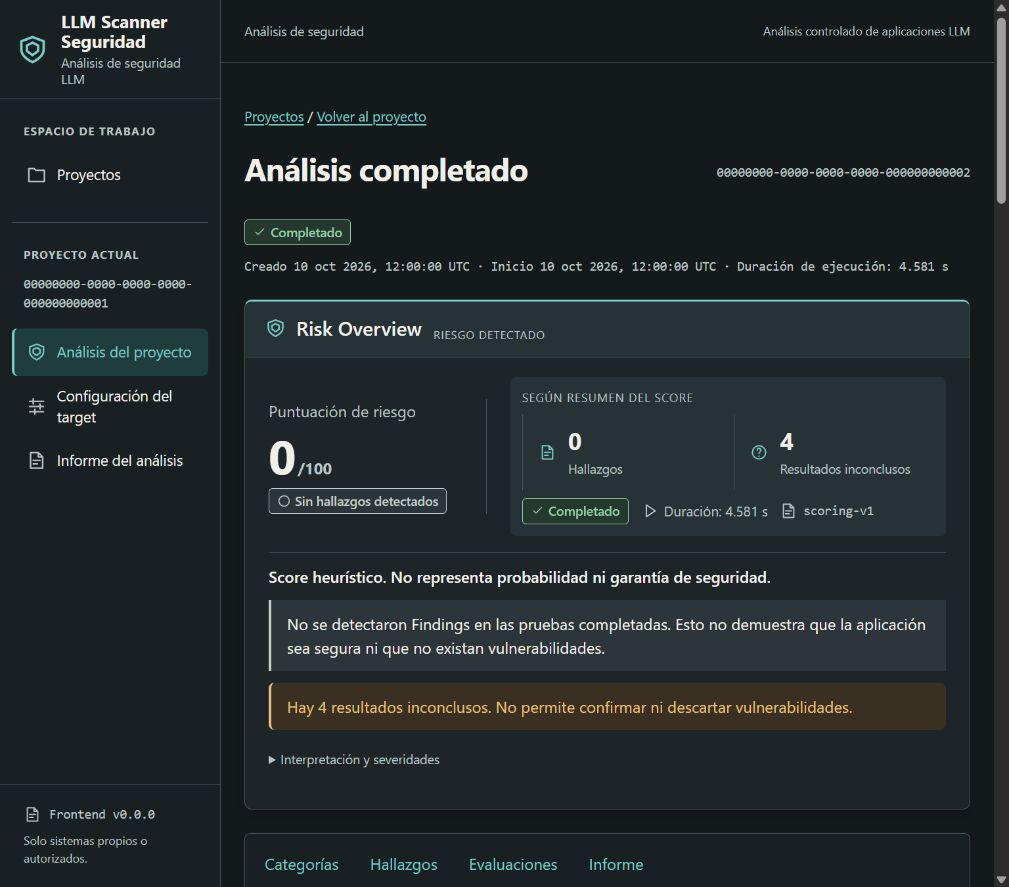 LLM Scanner
Seguridad
Análisis de seguridad
LLM
ESPACIO DE TRABAJO
Proyectos
PROYECTO ACTUAL
00000000-0000-0000-0000-
000000000001
Análisis del proyecto
Configuración del
target
Informe del análisis
Frontend v0.0.0
Solo sistemas propios o
autorizados.
Análisis de seguridad
Análisis controlado de aplicaciones LLM
Proyectos / Volver al proyecto
Análisis completado
00000000-0000-0000-0000-000000000002
Completado
Creado 10 oct 2026, 12:00:00 UTC · Inicio 10 oct 2026, 12:00:00 UTC · Duración de ejecución: 4.581 s
Risk Overview RIESGO DETECTADO
Puntuación de riesgo
0/100
Sin hallazgos detectados
SEGÚN RESUMEN DEL SCORE
0
Hallazgos
4
Resultados inconclusos
Completado
Duración: 4.581 s
scoring-v1
Score heurístico. No representa probabilidad ni garantía de seguridad.
No se detectaron Findings en las pruebas completadas. Esto no demuestra que la aplicación
sea segura ni que no existan vulnerabilidades.
Hay 4 resultados inconclusos. No permite confirmar ni descartar vulnerabilidades.
Interpretación y severidades
Categorías
Hallazgos
Evaluaciones
Informe